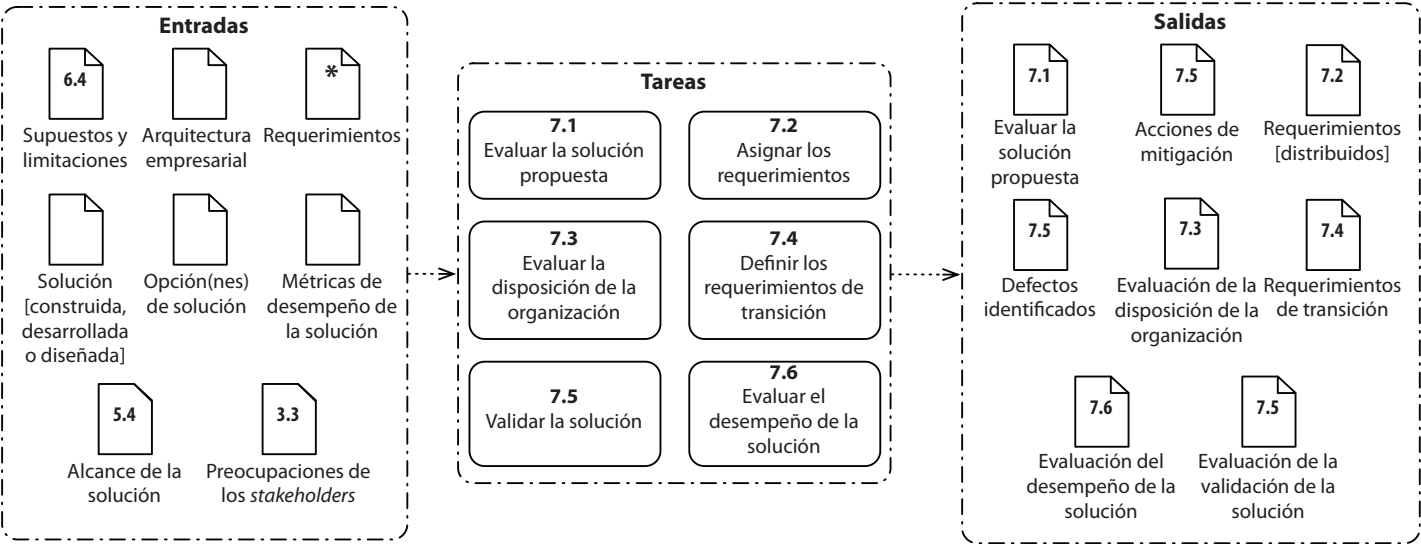 Entradas
6.4
Supuestos y
limitaciones
Arquitectura
empresarial
*
Requerimientos
Solución
[construida,
desarrollada
o diseñada]
Opción(nes)
de solución
Métricas de
desempeño de
la solución
5.4
Alcance de la
solución
3.3
Preocupaciones de
los stakeholders
Tareas
7.1
Evaluar la solución
propuesta
7.2
Asignar los
requerimientos
7.3
Evaluar la
disposición de la
organización
7.4
Definir los
requerimientos de
transición
7.5
Validar la solución
7.6
Evaluar el
desempeño de la
solución
Salidas
7.1
Evaluar la
solución
propuesta
7.5
Acciones de
mitigación
7.2
Requerimientos
[distribuidos]
7.5
Defectos
identificados
7.3
Evaluación de la
disposición de la
organización
7.4
Requerimientos
de transición
7.6
Evaluación del
desempeño de la
solución
7.5
Evaluación de la
validación de la
solución